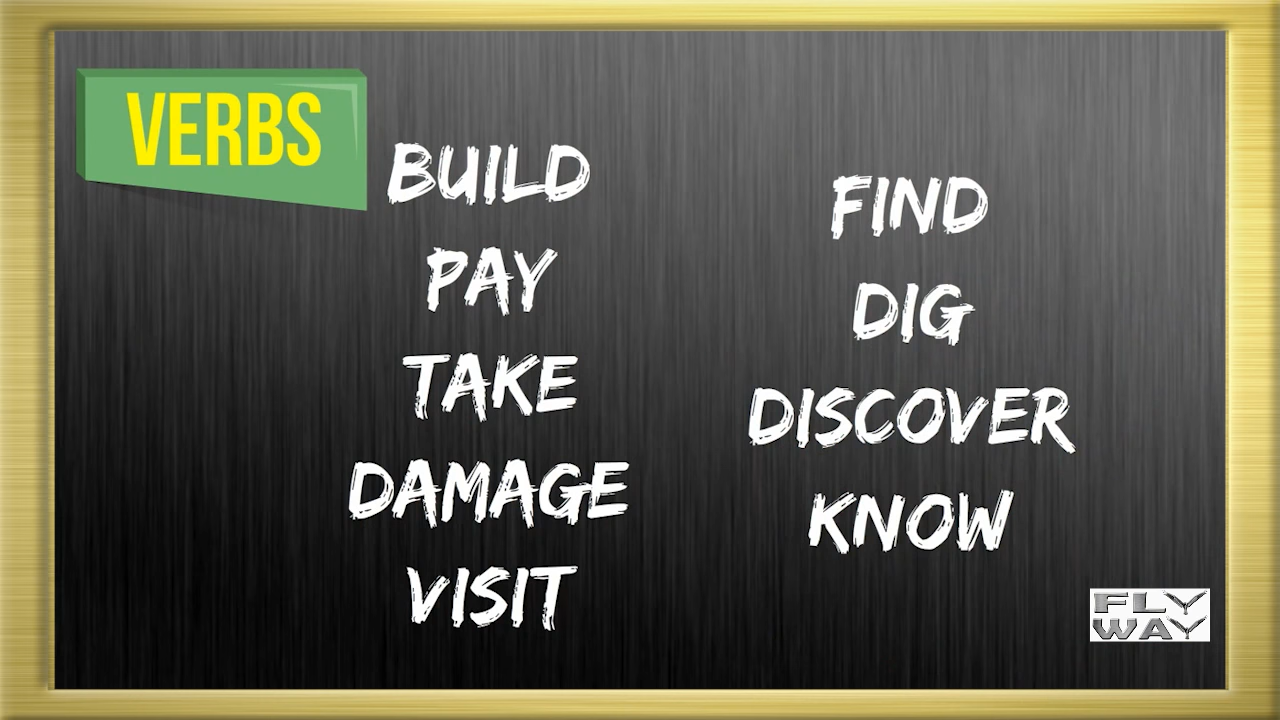 VERBS
BUILD
PAY
TAKE
DAMAGE
VISIT
FIND
DIG
DISCOVER
KNOW
FLY
WAY